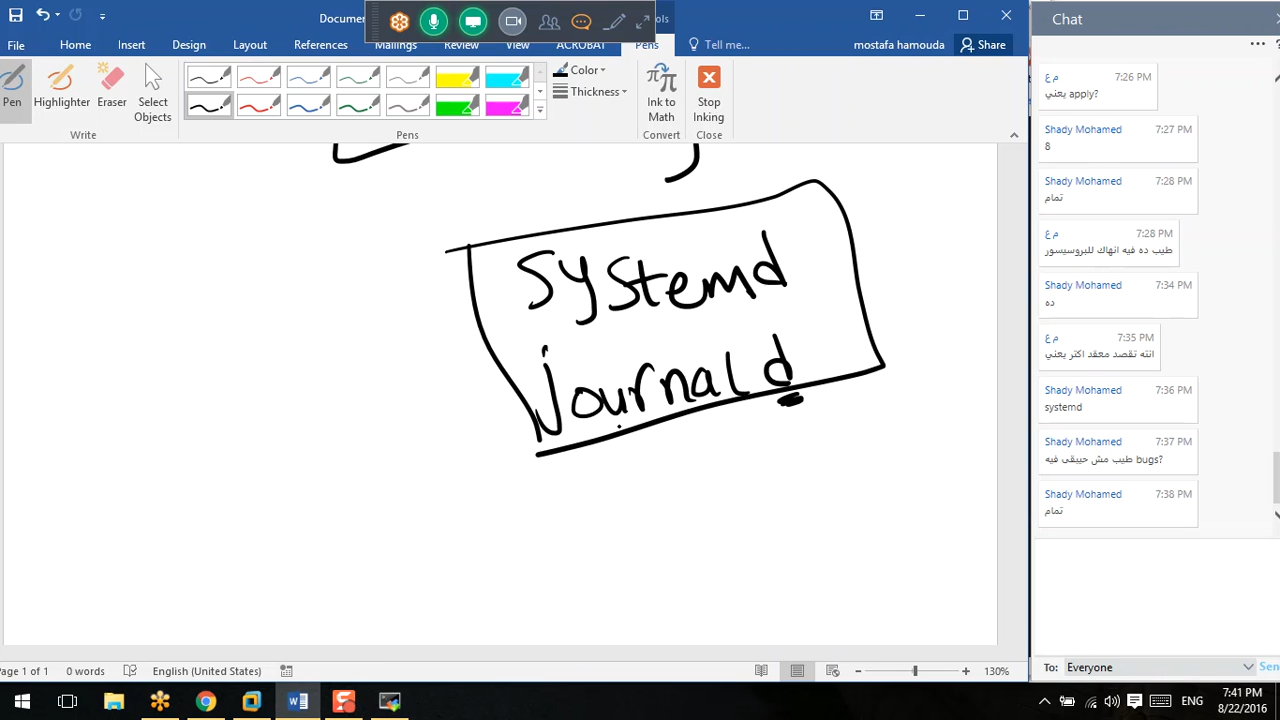 Documen
ols
Chat
File
Home
Insert
Design
Layout
References
Mailings
Review
View
ACROBAT
Pens
Tell me...
mostafa hamouda
Share
Pen
Highlighter
Eraser
Select Objects
Color
Thickness
Ink to Math
Stop Inking
Write
Pens
Convert
Close
systemd
journald
م ع 7:26 PM
يعني apply?
Shady Mohamed 7:27 PM
8
Shady Mohamed 7:28 PM
تمام
م ع 7:28 PM
طيب ده فيه انهاك للبروسيسور
Shady Mohamed 7:34 PM
ده
م ع 7:35 PM
انته تقصد معقد اكتر يعني
Shady Mohamed 7:36 PM
systemd
Shady Mohamed 7:37 PM
طيب مش حيبقى فيه bugs?
Shady Mohamed 7:38 PM
تمام
To: Everyone Sen
Page 1 of 1 0 words English (United States) 130%
ENG 7:41 PM
8/22/2016